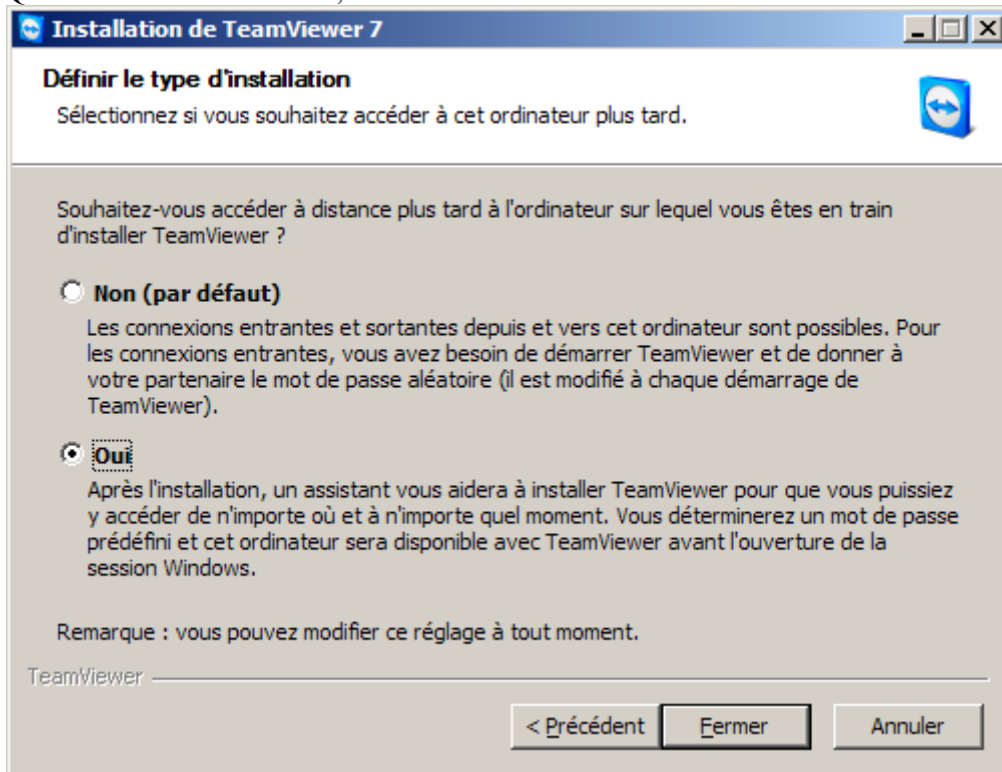 Installation de TeamViewer 7
Définir le type d'installation
Sélectionnez si vous souhaitez accéder à cet ordinateur plus tard.
Souhaitez-vous accéder à distance plus tard à l'ordinateur sur lequel vous êtes en train
d'installer TeamViewer ?
Non (par défaut)
Les connexions entrantes et sortantes depuis et vers cet ordinateur sont possibles. Pour
les connexions entrantes, vous avez besoin de démarrer TeamViewer et de donner à
votre partenaire le mot de passe aléatoire (il est modifié à chaque démarrage de
TeamViewer).
Oui
Après l'installation, un assistant vous aidera à installer TeamViewer pour que vous puissiez
y accéder de n'importe où et à n'importe quel moment. Vous déterminerez un mot de passe
prédéfini et cet ordinateur sera disponible avec TeamViewer avant l'ouverture de la
session Windows.
Remarque : vous pouvez modifier ce réglage à tout moment.
TeamViewer
< Précédent Fermer Annuler